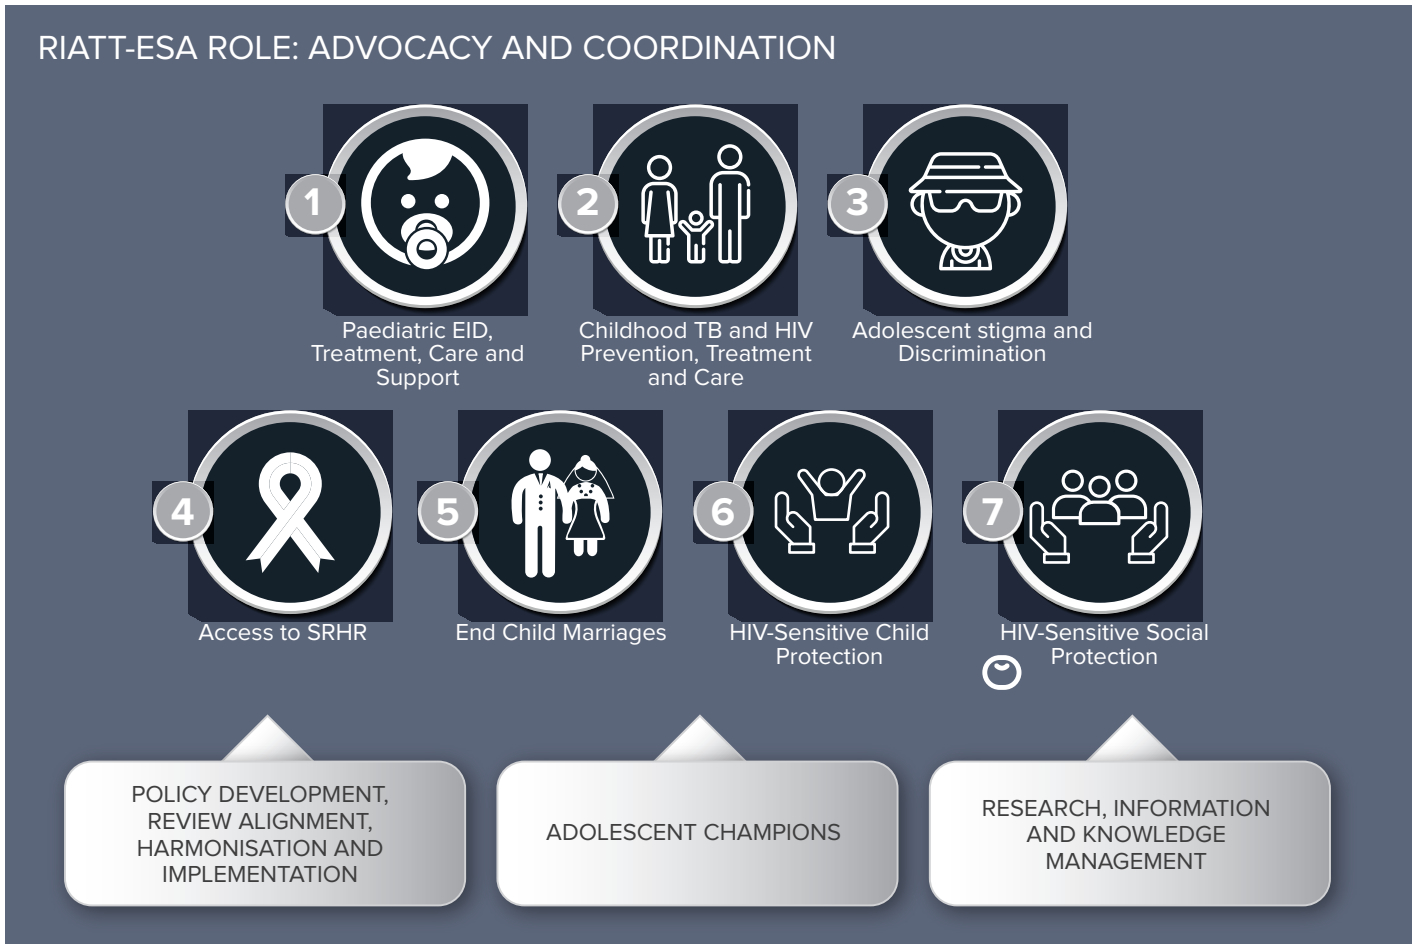 RIATT-ESA ROLE: ADVOCACY AND COORDINATION
1
Paediatric EID,
Treatment, Care and
Support
2
Childhood TB and HIV
Prevention, Treatment
and Care
3
Adolescent stigma and
Discrimination
4
Access to SRHR
5
End Child Marriages
6
HIV-Sensitive Child
Protection
7
HIV-Sensitive Social
Protection
POLICY DEVELOPMENT,
REVIEW ALIGNMENT,
HARMONISATION AND
IMPLEMENTATION
ADOLESCENT CHAMPIONS
RESEARCH, INFORMATION
AND KNOWLEDGE
MANAGEMENT